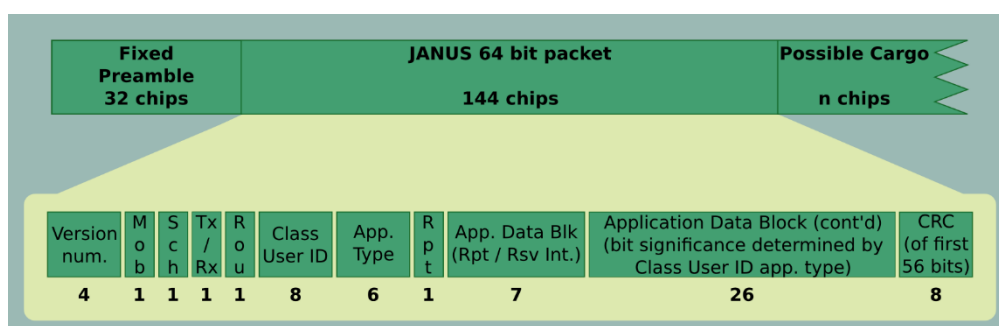 Fixed
Preamble
32 chips
JANUS 64 bit packet
144 chips
Possible Cargo
n chips
Version
num.
M
o
b
S
c
h
Tx
/
Rx
R
o
u
Class
User ID
App.
Type
R
p
t
App. Data Blk
(Rpt / Rsv Int.)
Application Data Block (cont'd)
(bit significance determined by
Class User ID app. type)
CRC
(of first
56 bits)
4 1 1 1 1 8 6 1 7 26 8